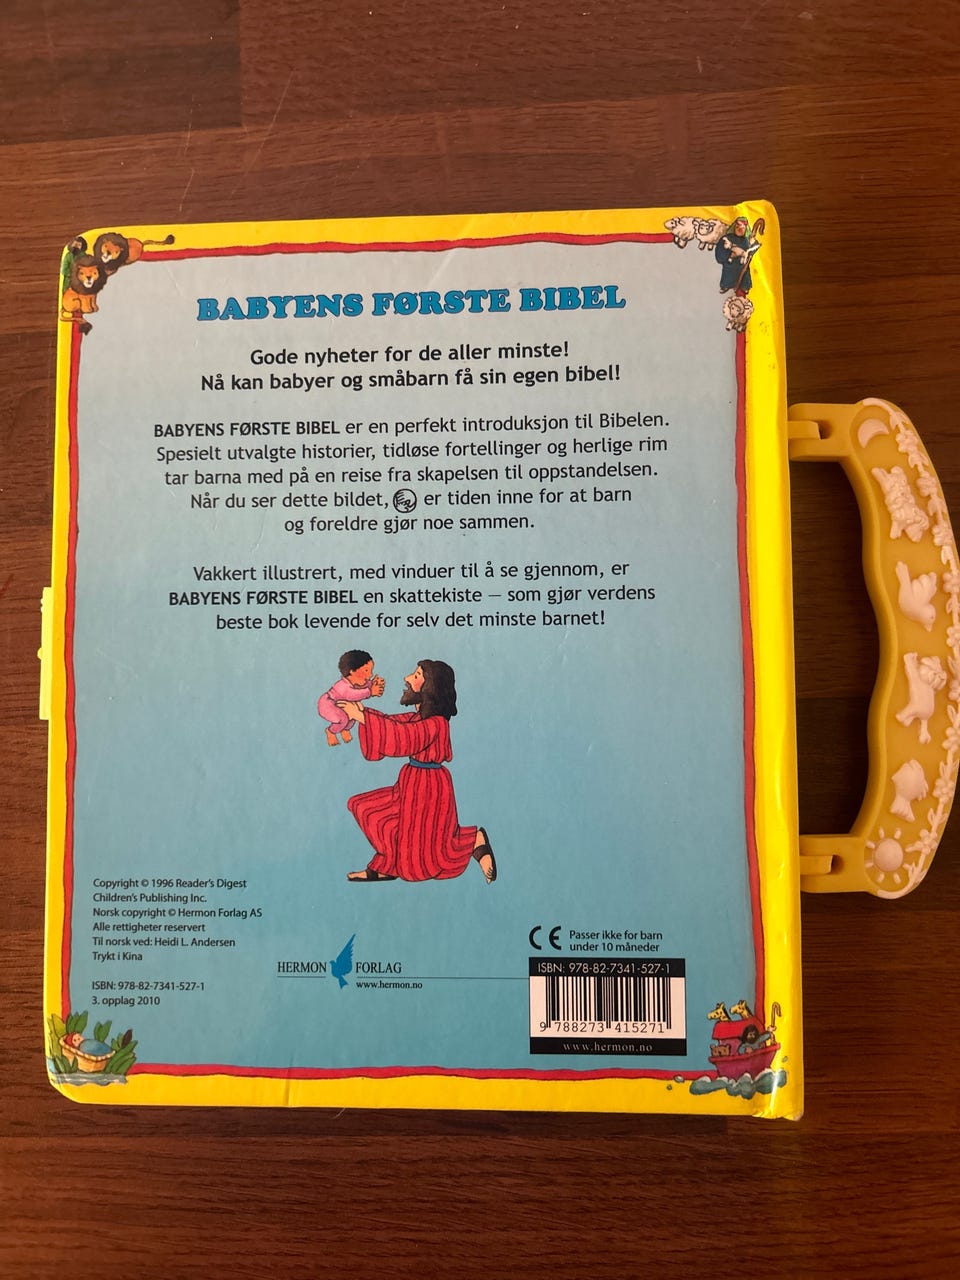 BABYENS FØRSTE BIBEL
Gode nyheter for de aller minste!
Nå kan babyer og småbarn få sin egen bibel!
BABYENS FØRSTE BIBEL er en perfekt introduksjon til Bibelen.
Spesielt utvalgte historier, tidløse fortellinger og herlige rim
tar barna med på en reise fra skapelsen til oppstandelsen.
Når du ser dette bildet, er tiden inne for at barn
og foreldre gjør noe sammen.
Vakkert illustrert, med vinduer til å se gjennom, er
BABYENS FØRSTE BIBEL en skattekiste – som gjør verdens
beste bok levende for selv det minste barnet!
Copyright © 1996 Reader's Digest
Children's Publishing Inc.
Norsk copyright © Hermon Forlag AS
Alle rettigheter reservert
Til norsk ved: Heidi L. Andersen
Trykt i Kina
ISBN: 978-82-7341-527-1
3. opplag 2010
HERMON FORLAG
www.hermon.no
CE Passer ikke for barn
under 10 måneder
ISBN: 978-82-7341-527-1
9 788273 415271
www.hermon.no